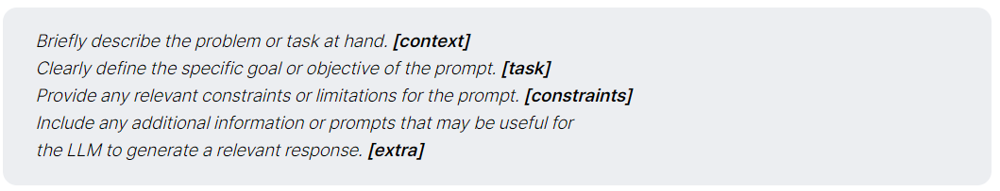 Briefly describe the problem or task at hand. [context]
Clearly define the specific goal or objective of the prompt. [task]
Provide any relevant constraints or limitations for the prompt. [constraints]
Include any additional information or prompts that may be useful for
the LLM to generate a relevant response. [extra]